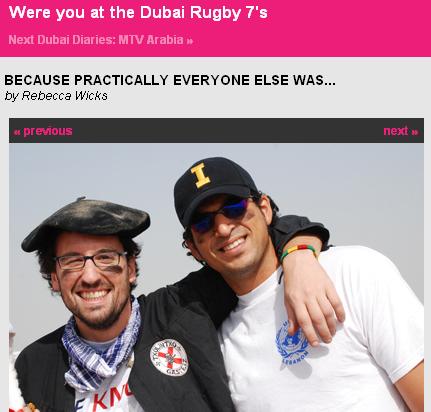 Were you at the Dubai Rugby 7's
Next Dubai Diaries: MTV Arabia »
BECAUSE PRACTICALLY EVERYONE ELSE WAS...
by Rebecca Wicks
« previous
next »
I
LEBANON